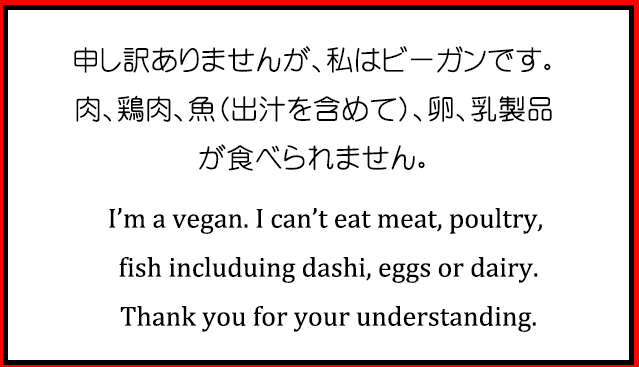 申し訳ありませんが、私はビーガンです。
肉、鶏肉、魚（出汁を含めて）、卵、乳製品
が食べられません。
I’m a vegan. I can’t eat meat, poultry,
fish includuing dashi, eggs or dairy.
Thank you for your understanding.